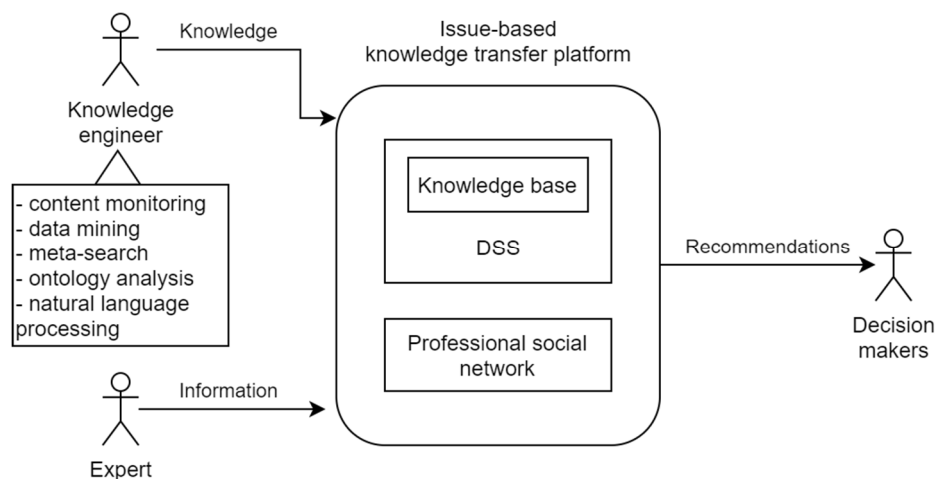 Knowledge
engineer
- content monitoring
- data mining
- meta-search
- ontology analysis
- natural language
processing
Expert
Knowledge
Information
Issue-based
knowledge transfer platform
Knowledge base
DSS
Professional social
network
Recommendations
Decision
makers